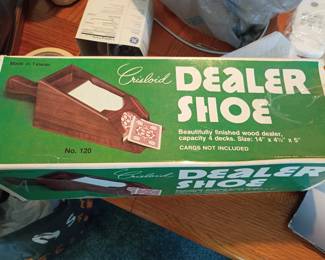 Made in Taiwan
Crisloid
DEALER
SHOE
Beautifully finished wood dealer,
capacity 4 decks. Size: 14" x 4½" x 5"
CARDS NOT INCLUDED
No. 120
Crisloid
DEALER
SHOE